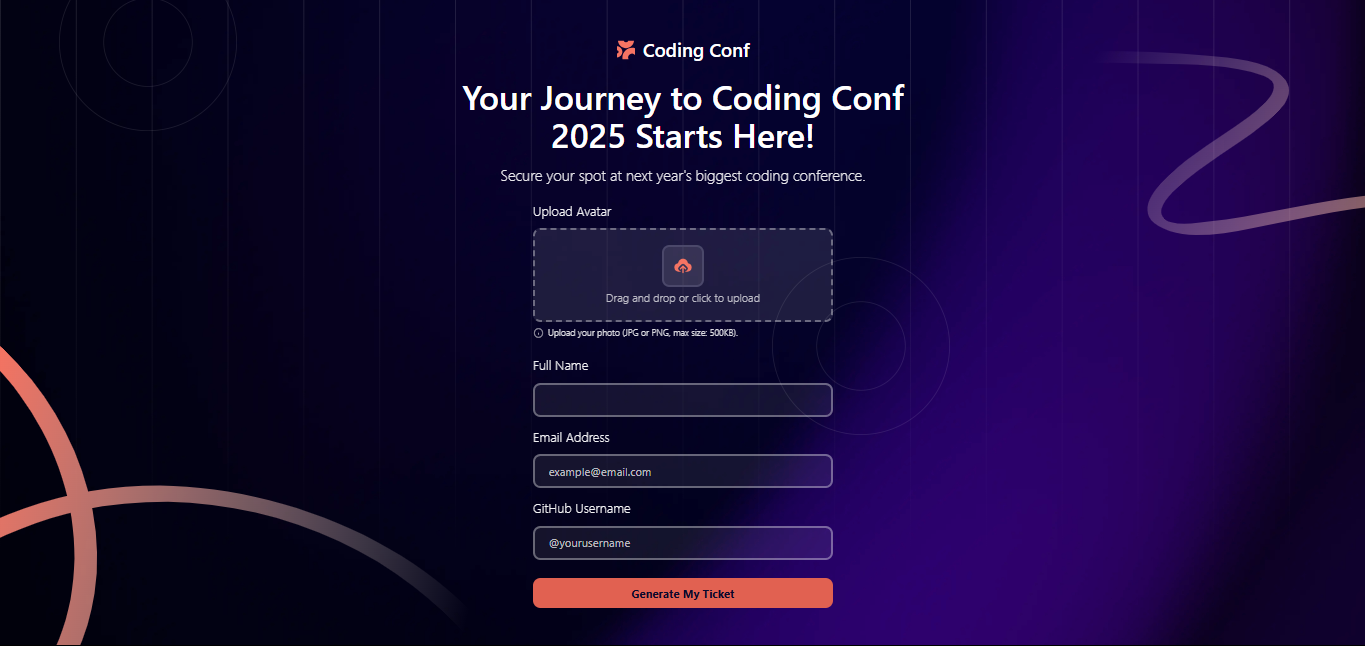 Coding Conf
Your Journey to Coding Conf
2025 Starts Here!
Secure your spot at next year's biggest coding conference.
Upload Avatar
Drag and drop or click to upload
Upload your photo (JPG or PNG, max size: 500KB).
Full Name
Email Address
example@email.com
GitHub Username
@yourusername
Generate My Ticket